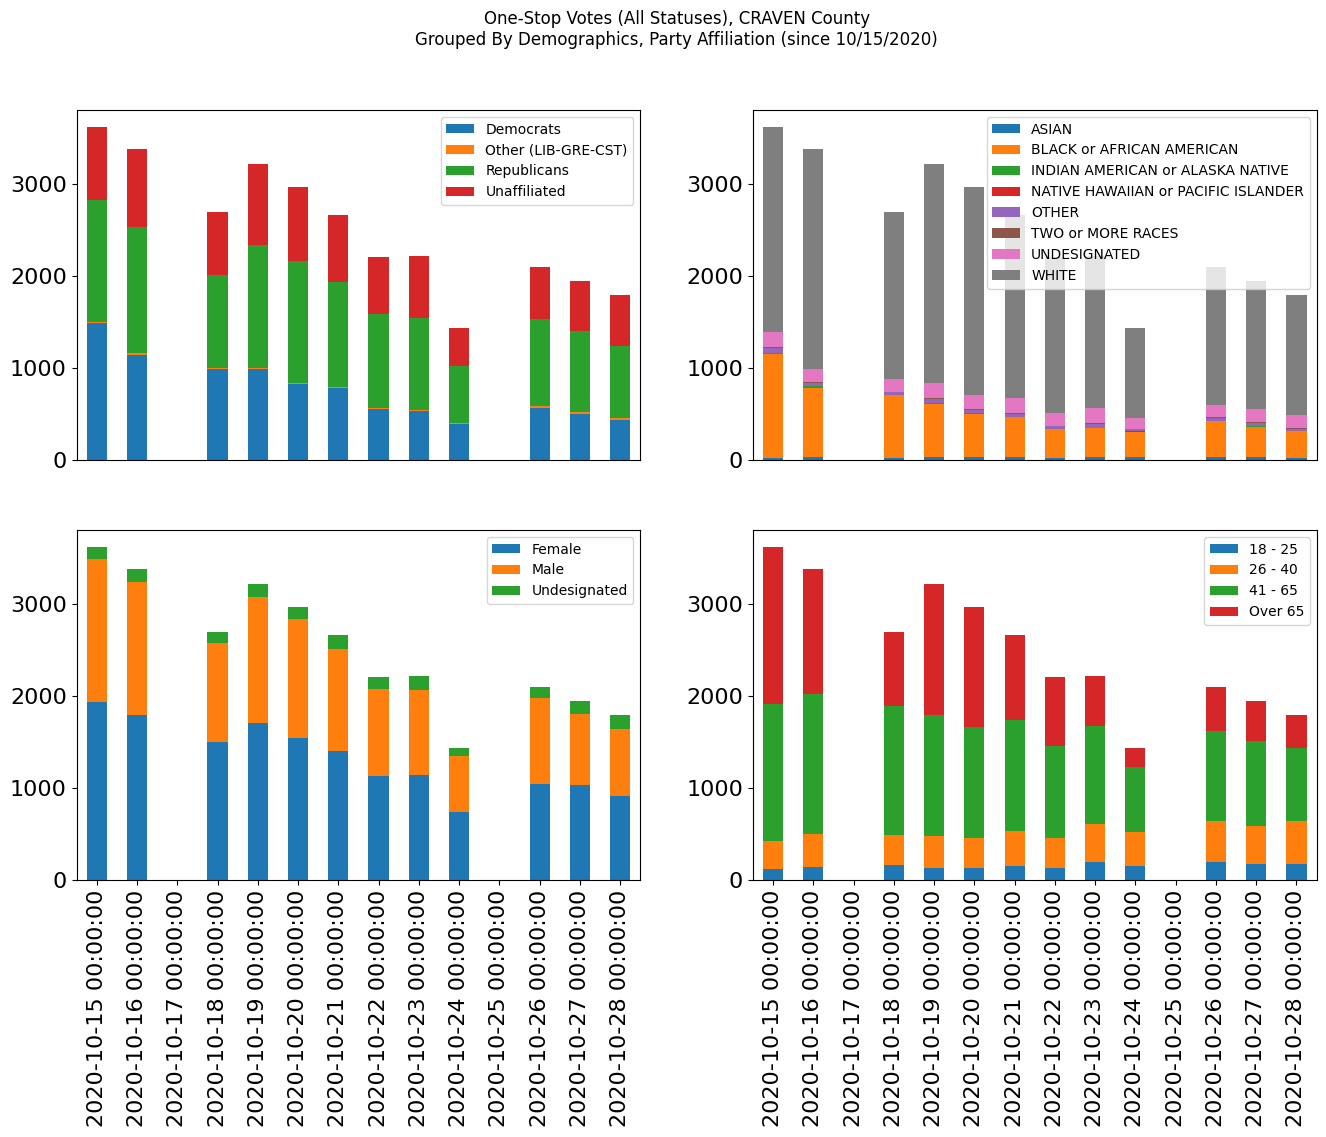 One-Stop Votes (All Statuses), CRAVEN County
Grouped By Demographics, Party Affiliation (since 10/15/2020)
3000
2000
1000
0
Democrats
Other (LIB-GRE-CST)
Republicans
Unaffiliated
3000
2000
1000
0
ASIAN
BLACK or AFRICAN AMERICAN
INDIAN AMERICAN or ALASKA NATIVE
NATIVE HAWAIIAN or PACIFIC ISLANDER
OTHER
TWO or MORE RACES
UNDESIGNATED
WHITE
3000
2000
1000
0
Female
Male
Undesignated
2020-10-15 00:00:00
2020-10-16 00:00:00
2020-10-17 00:00:00
2020-10-18 00:00:00
2020-10-19 00:00:00
2020-10-20 00:00:00
2020-10-21 00:00:00
2020-10-22 00:00:00
2020-10-23 00:00:00
2020-10-24 00:00:00
2020-10-25 00:00:00
2020-10-26 00:00:00
2020-10-27 00:00:00
2020-10-28 00:00:00
3000
2000
1000
0
18 - 25
26 - 40
41 - 65
Over 65
2020-10-15 00:00:00
2020-10-16 00:00:00
2020-10-17 00:00:00
2020-10-18 00:00:00
2020-10-19 00:00:00
2020-10-20 00:00:00
2020-10-21 00:00:00
2020-10-22 00:00:00
2020-10-23 00:00:00
2020-10-24 00:00:00
2020-10-25 00:00:00
2020-10-26 00:00:00
2020-10-27 00:00:00
2020-10-28 00:00:00